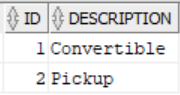 ID DESCRIPTION
1 Convertible
2 Pickup